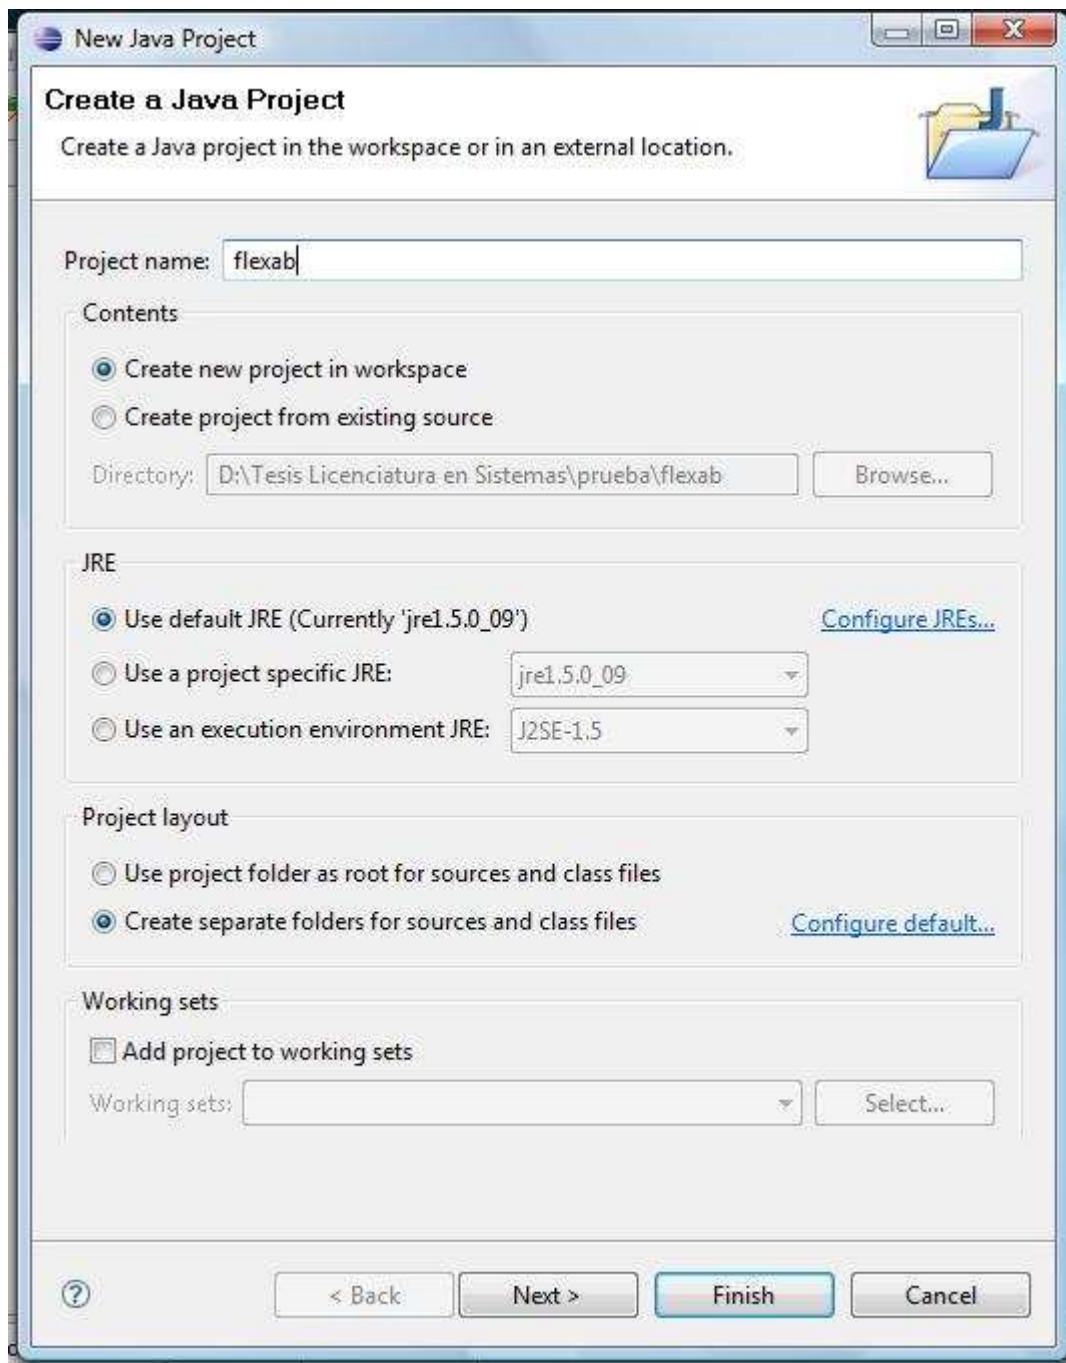 New Java Project
Create a Java Project
Create a Java project in the workspace or in an external location.
Project name: flexab
Contents
Create new project in workspace
Create project from existing source
Directory: D:\Tesis Licenciatura en Sistemas\prueba\flexab Browse...
JRE
Use default JRE (Currently 'jre1.5.0_09') Configure JREs...
Use a project specific JRE: jre1.5.0_09
Use an execution environment JRE: J2SE-1.5
Project layout
Use project folder as root for sources and class files
Create separate folders for sources and class files Configure default...
Working sets
Add project to working sets
Working sets: Select...
? < Back Next > Finish Cancel